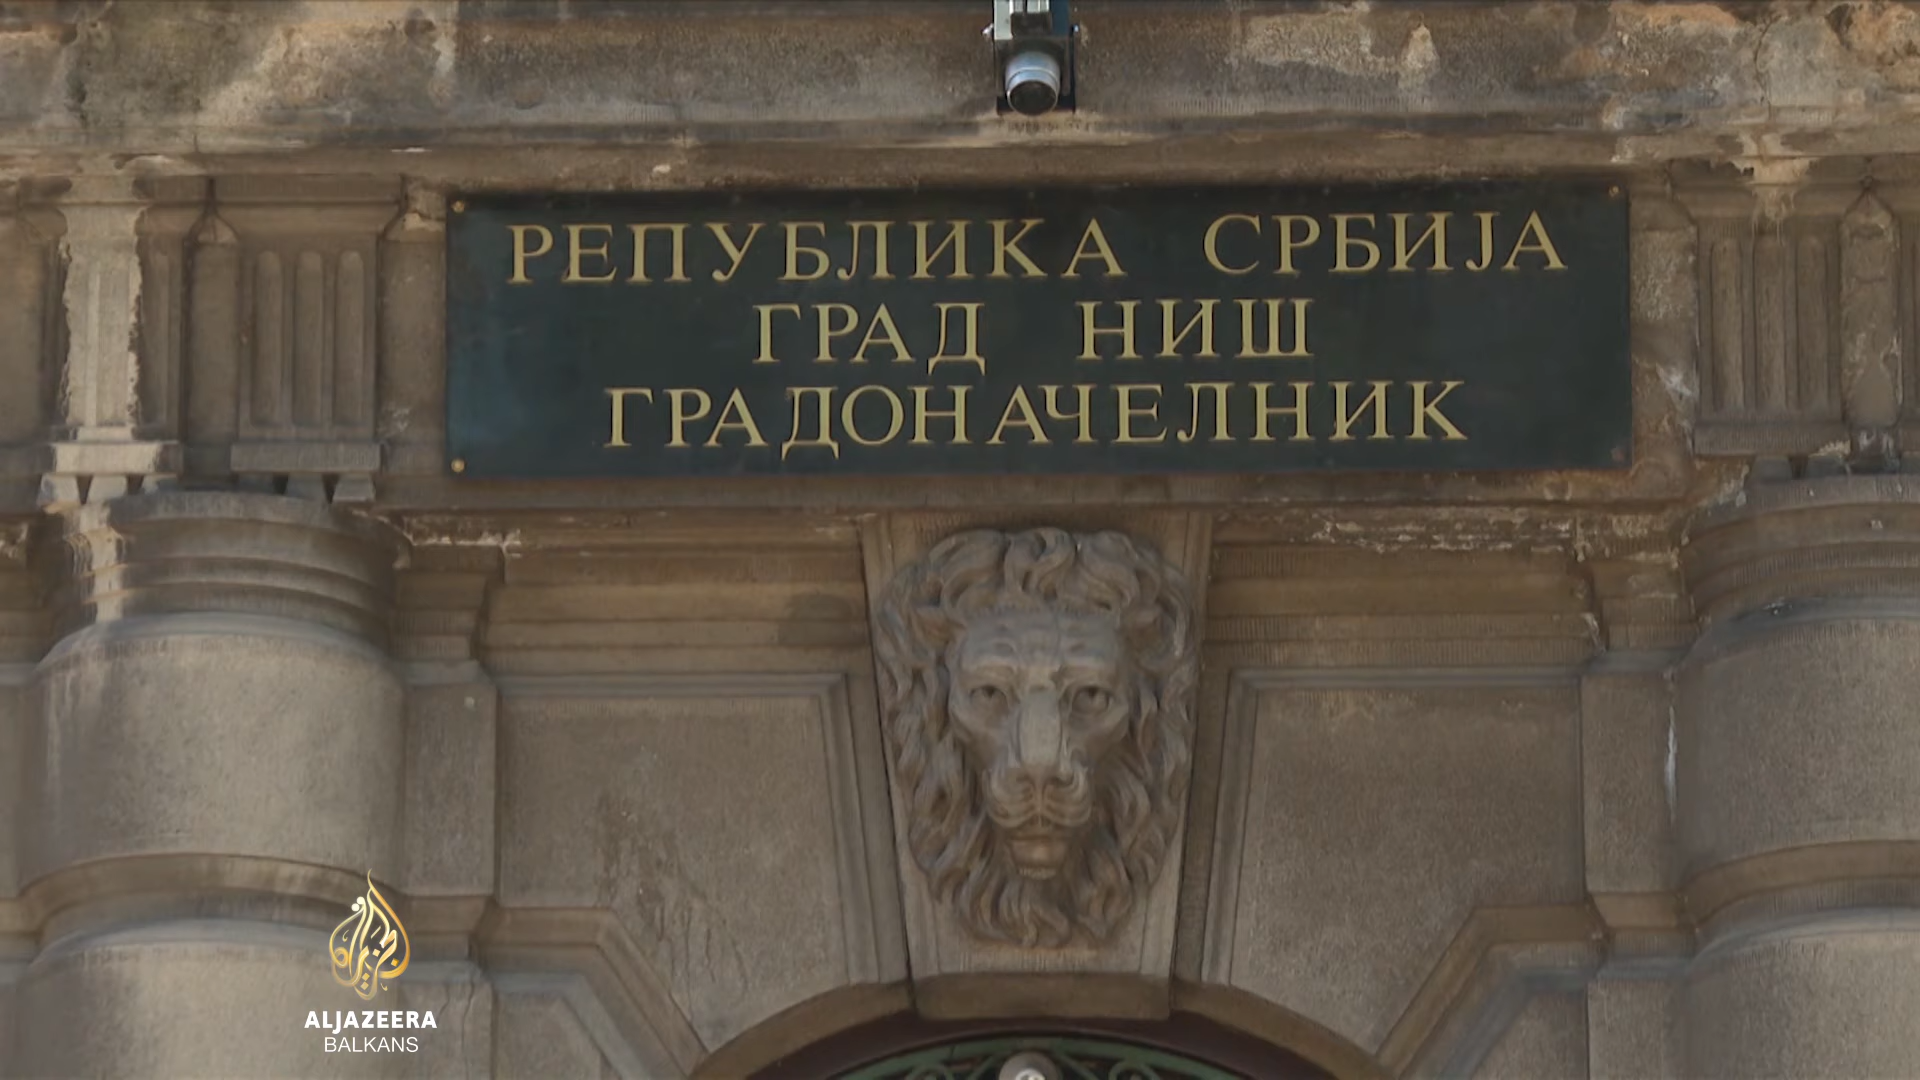 РЕПУБЛИКА СРБИЈА
ГРАД НИШ
ГРАДОНАЧЕЛНИК
ALJAZEERA
BALKANS